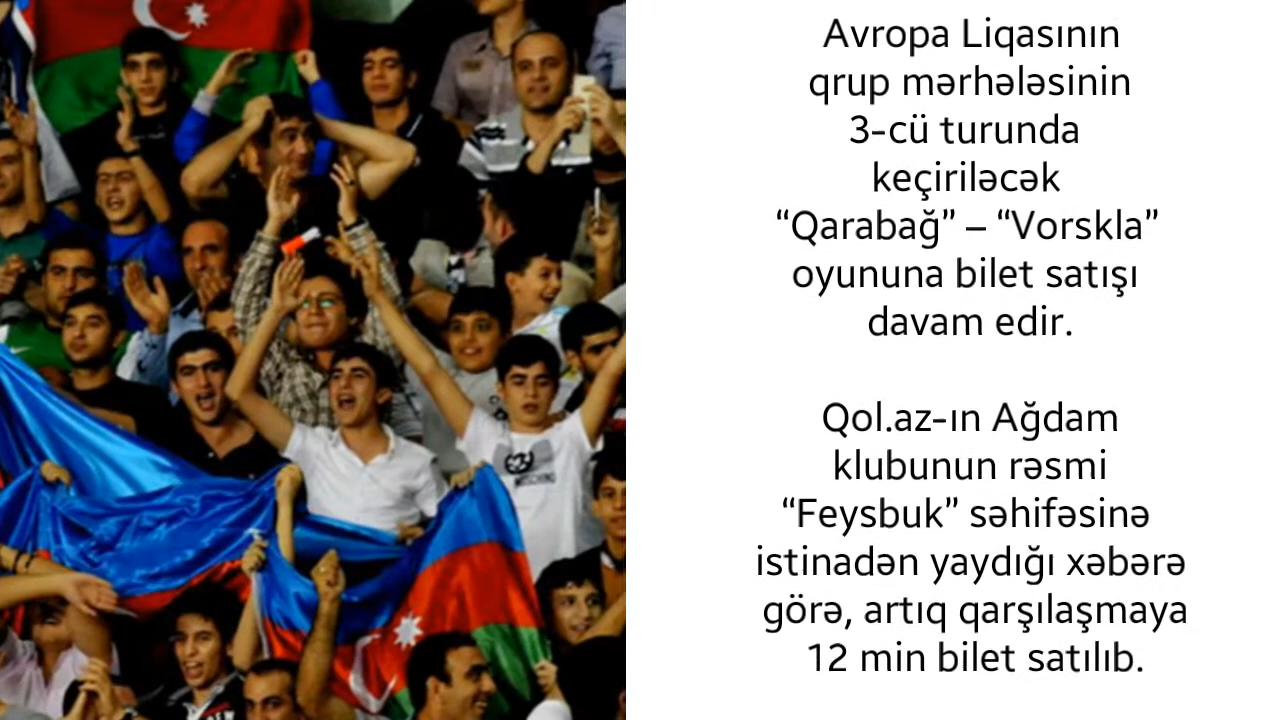 Avropa Liqasının
qrup mərhələsinin
3-cü turunda
keçiriləcək
“Qarabağ” – “Vorskla”
oyununa bilet satışı
davam edir.
Qol.az-ın Ağdam
klubunun rəsmi
“Feysbuk” səhifəsinə
istinadən yaydığı xəbərə
görə, artıq qarşılaşmaya
12 min bilet satılıb.
MOSCHINO